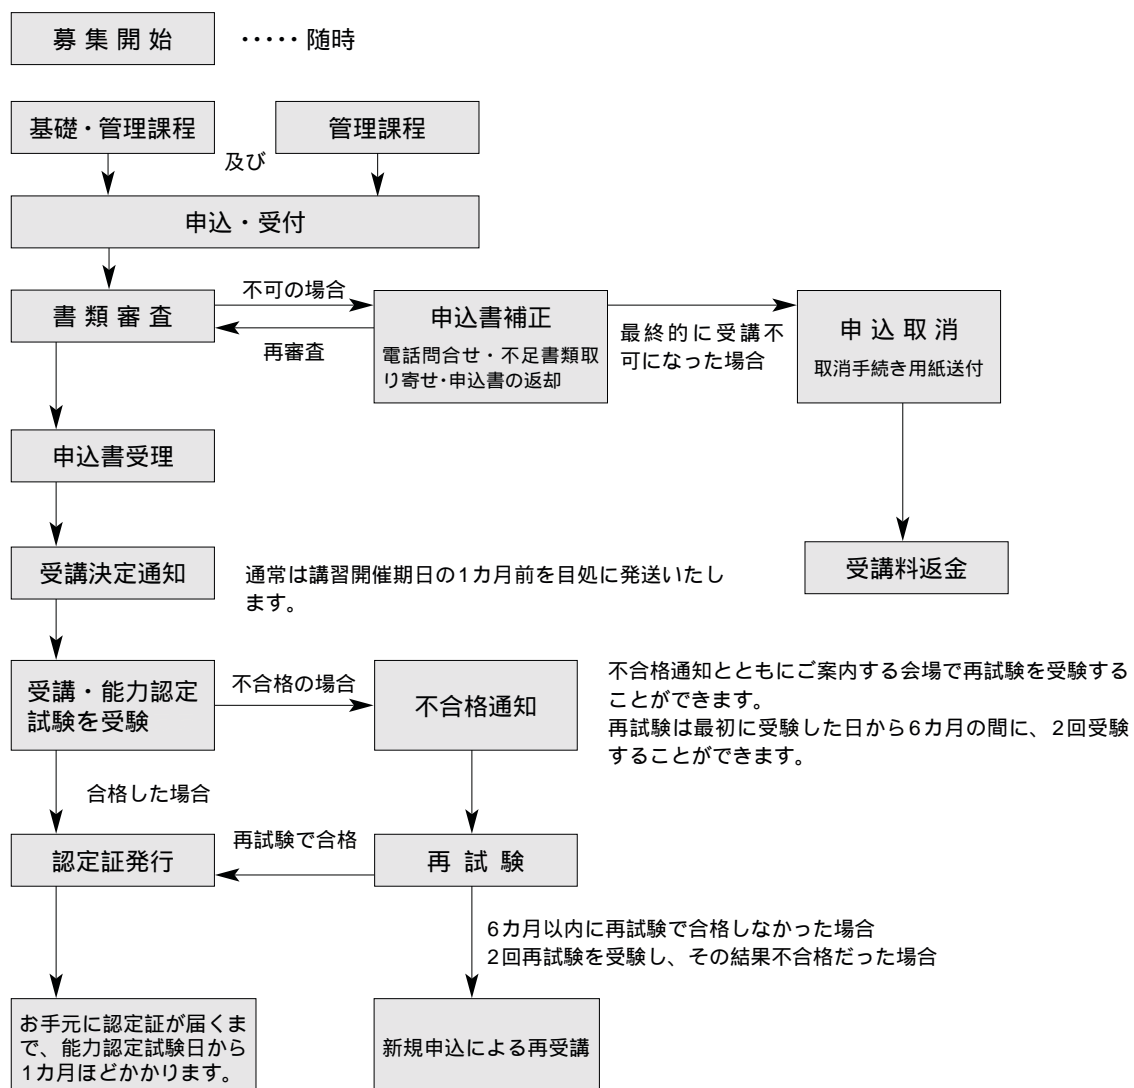 募集開始 ・・・・・ 随時
基礎・管理課程
管理課程
及び
申込・受付
書類審査
不可の場合
再審査
申込書補正
電話問合せ・不足書類取
り寄せ・申込書の返却
最終的に受講不
可になった場合
申込取消
取消手続き用紙送付
申込書受理
受講決定通知
通常は講習開催期日の1カ月前を目処に発送いたし
ます。
受講料返金
受講・能力認定
試験を受験
不合格の場合
不合格通知
不合格通知とともにご案内する会場で再試験を受験する
ことができます。
再試験は最初に受験した日から6カ月の間に、2回受験
することができます。
合格した場合
認定証発行
再試験で合格
再試験
6カ月以内に再試験で合格しなかった場合
2回再試験を受験し、その結果不合格だった場合
お手元に認定証が届くま
で、能力認定試験日から
1カ月ほどかかります。
新規申込による再受講